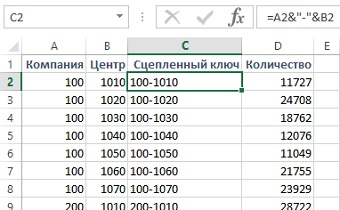 C2 fx =A2&"-"&B2
A B C D
1 Компания Центр Сцепленный ключ Количество
2 100 1010 100-1010 11727
3 100 1020 100-1020 24708
4 100 1030 100-1030 18762
5 100 1040 100-1040 12076
6 100 1050 100-1050 11049
7 100 1060 100-1060 21755
8 100 1070 100-1070 23929
9 200 1010 200-1010 28722